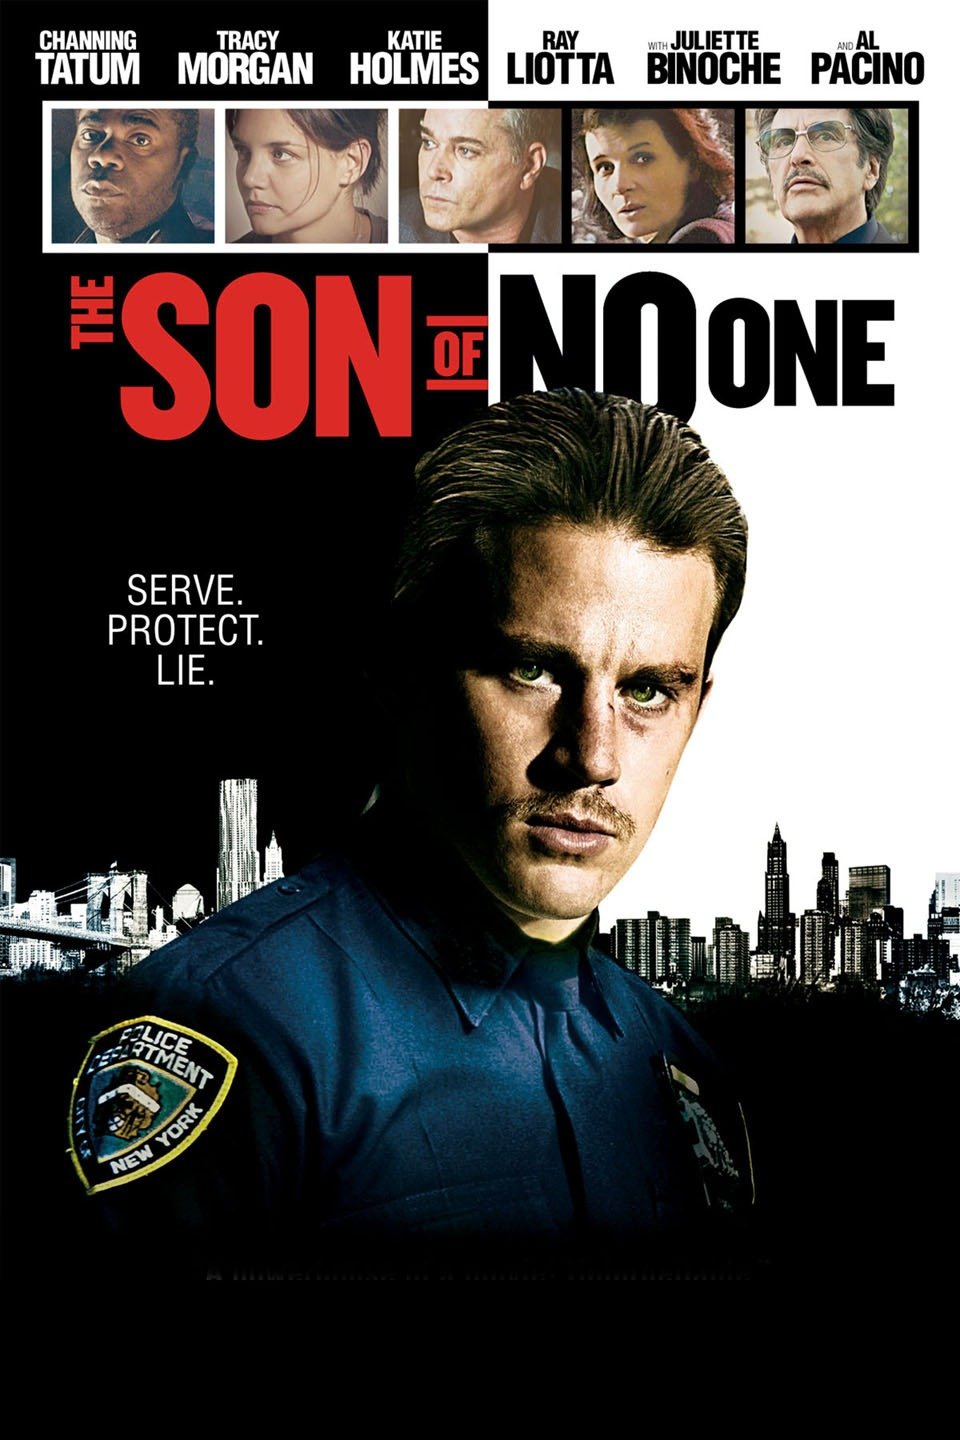 CHANNING TATUM
TRACY MORGAN
KATIE HOLMES
RAY LIOTTA
WITH JULIETTE BINOCHE
AND AL PACINO
THE SON OF NO ONE
SERVE.
PROTECT.
LIE.
POLICE
DEPARTMENT
NEW YORK